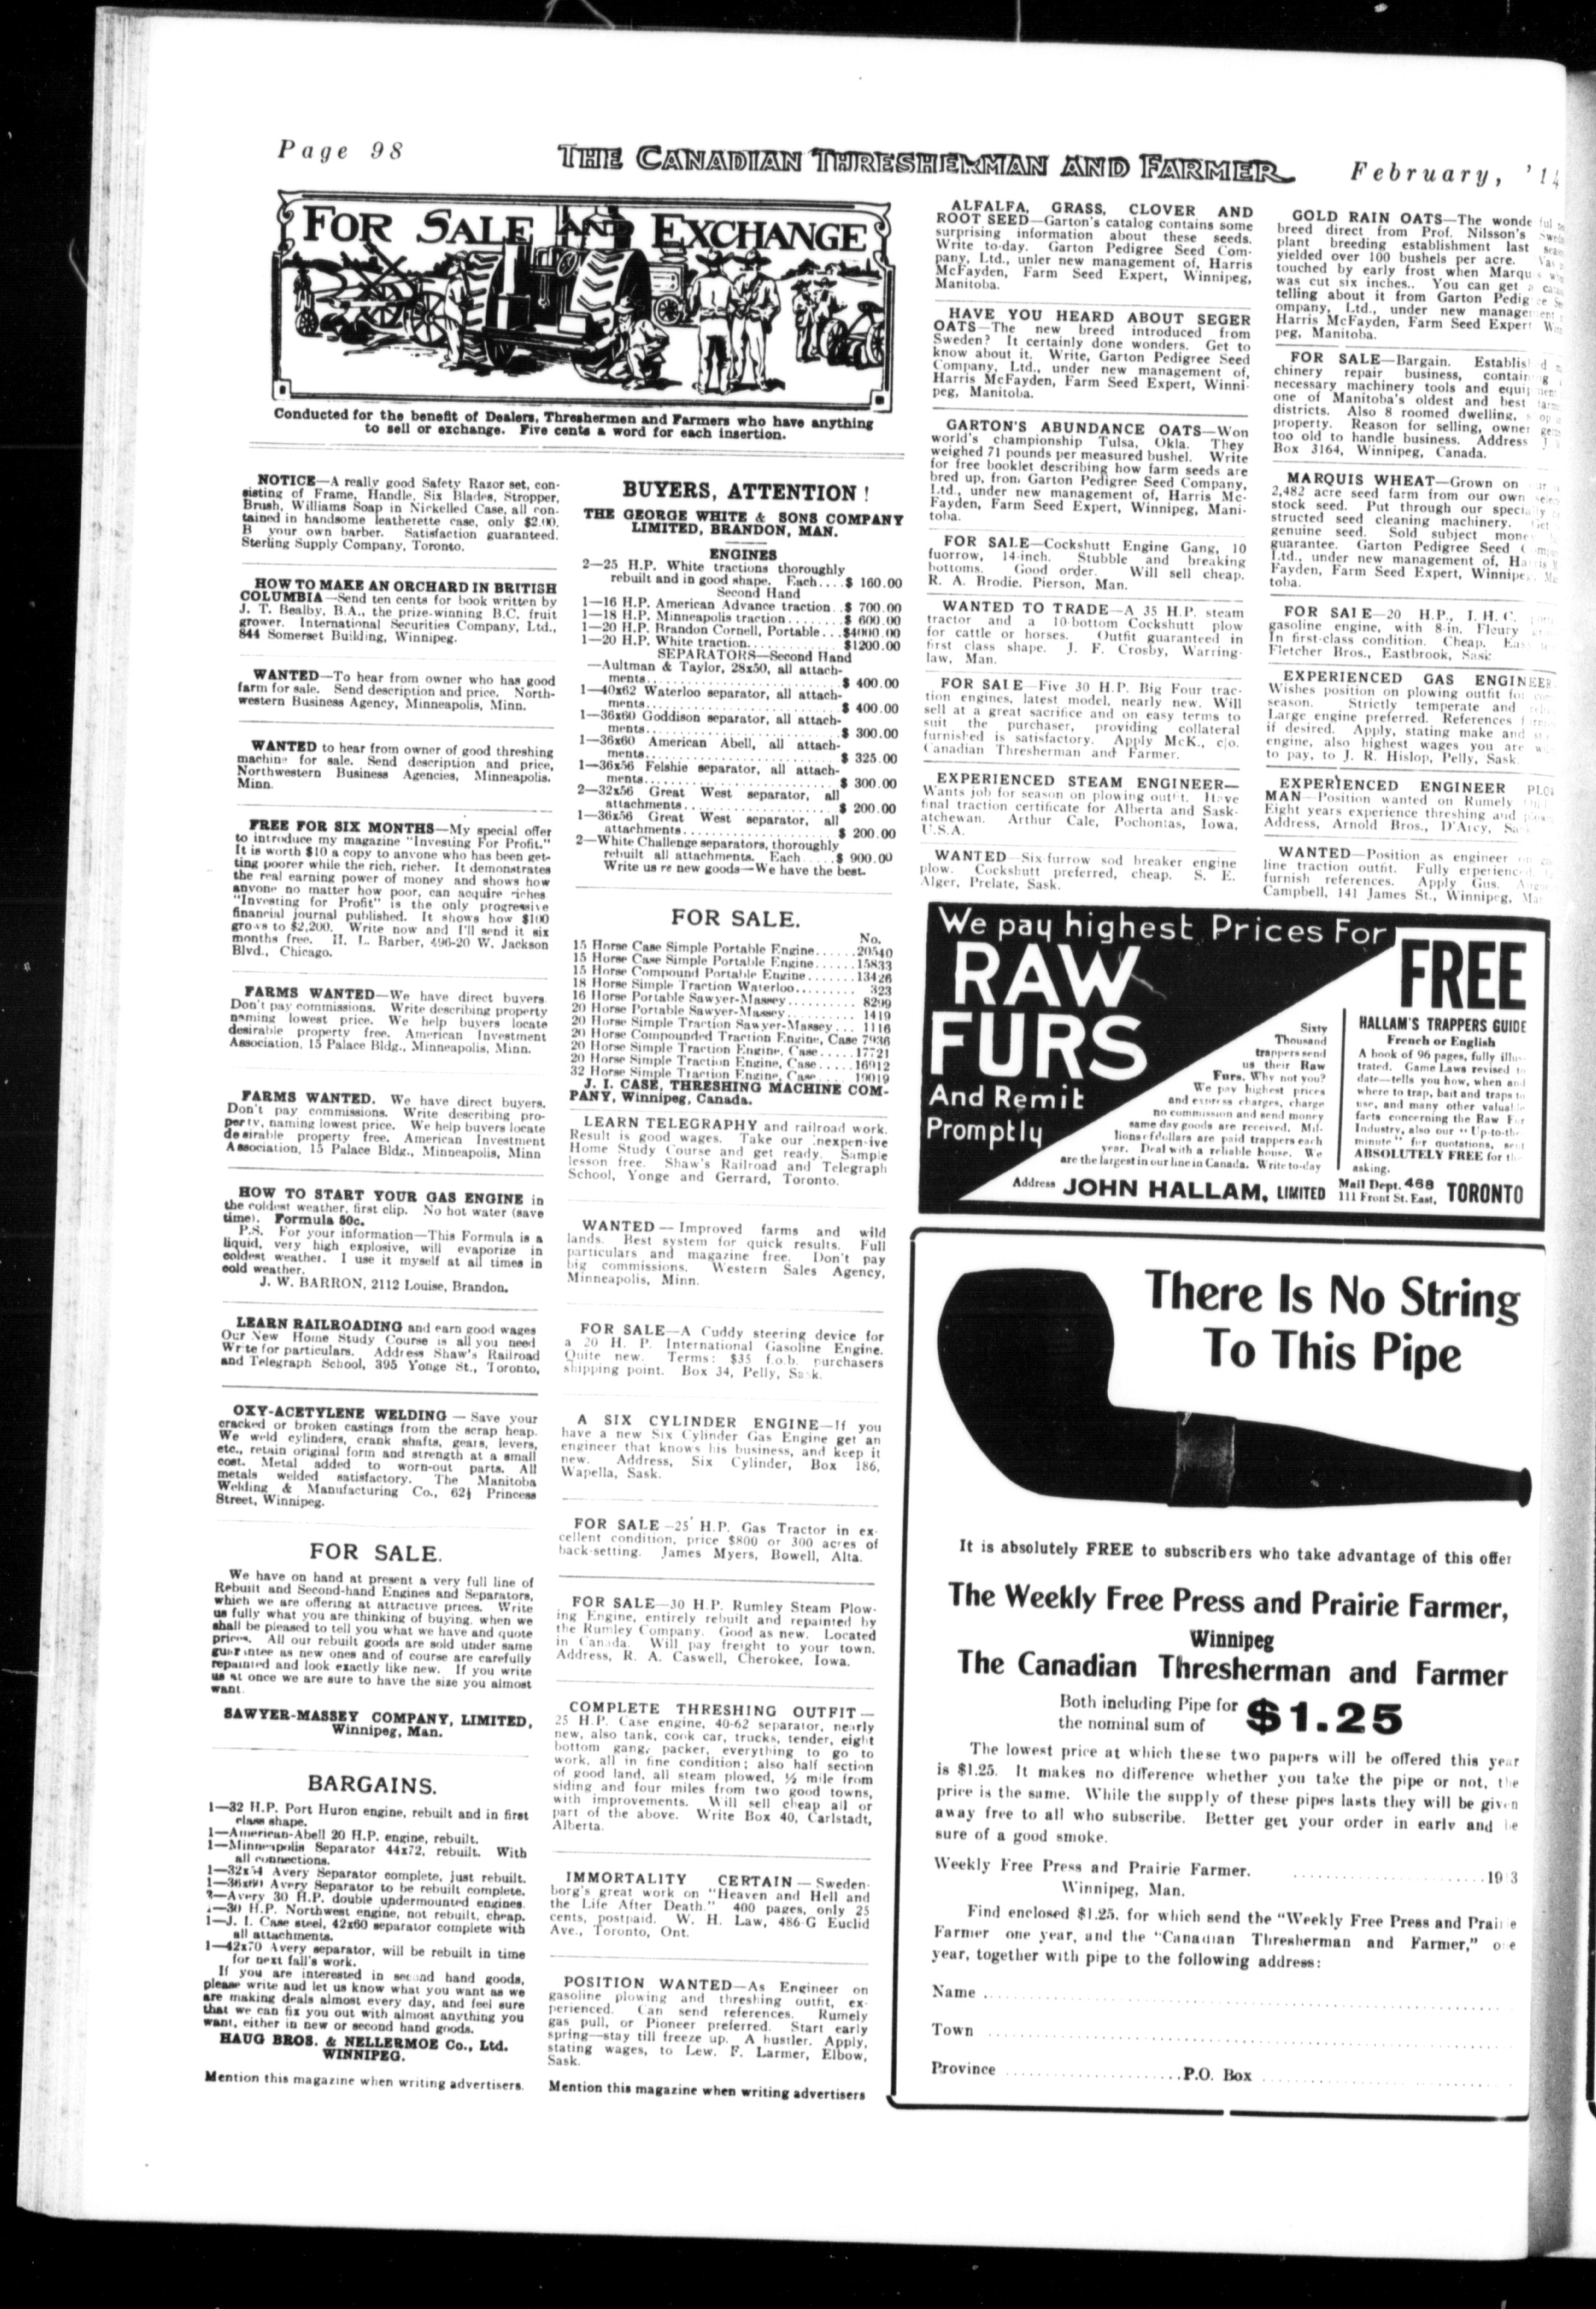 Page 98
THE CANADIAN THRESHERMAN AND FARMER
February, '14
FOR SALE AND EXCHANGE
Conducted for the benefit of Dealers, Threshermen and Farmers who have anything
to sell or exchange. Five cents a word for each insertion.
NOTICE—A really good Safety Razor set, con-
sisting of Frame, Handle, Six Blades, Stropper,
Brush, Williams Soap in Nickelled Case, all con-
tained in handsome leatherette case, only $2.00.
B your own barber. Satisfaction guaranteed.
Sterling Supply Company, Toronto.
HOW TO MAKE AN ORCHARD IN BRITISH
COLUMBIA—Send ten cents for book written by
J. T. Bealby, B.A., the prize-winning B.C. fruit
grower. International Securities Company, Ltd.,
844 Somerset Building, Winnipeg.
WANTED—To hear from owner who has good
farm for sale. Send description and price. North-
western Business Agency, Minneapolis, Minn.
WANTED to hear from owner of good threshing
machine for sale. Send description and price,
Northwestern Business Agencies, Minneapolis.
Minn.
FREE FOR SIX MONTHS—My special offer
to introduce my magazine "Investing For Profit."
It is worth $10 a copy to anyone who has been get-
ting poorer while the rich, richer. It demonstrates
the real earning power of money and shows how
anyone no matter how poor, can acquire riches
"Investing for Profit" is the only progressive
financial journal published. It shows how $100
grows to $2,200. Write now and I'll send it six
months free. H. L. Barber, 496-20 W. Jackson
Blvd., Chicago.
FARMS WANTED—We have direct buyers
Don't pay commissions. Write describing property
naming lowest price. We help buyers locate
desirable property free. American Investment
Association, 15 Palace Bldg., Minneapolis, Minn.
FARMS WANTED. We have direct buyers.
Don't pay commissions. Write describing pro-
perty, naming lowest price. We help buyers locate
desirable property free. American Investment
Association, 15 Palace Bldg., Minneapolis, Minn
HOW TO START YOUR GAS ENGINE in
the coldest weather, first clip. No hot water (save
time). Formula 50c.
P.S. For your information—This Formula is a
liquid, very high explosive, will evaporize in
coldest weather. I use it myself at all times in
cold weather.
J. W. BARRON, 2112 Louise, Brandon.
LEARN RAILROADING and earn good wages
Our New Home Study Course is all you need
Write for particulars. Address Shaw's Railroad
and Telegraph School, 395 Yonge St., Toronto,
OXY-ACETYLENE WELDING — Save your
cracked or broken castings from the scrap heap.
We weld cylinders, crank shafts, gears, levers,
etc., retain original form and strength at a small
cost. Metal added to worn-out parts. All
metals welded satisfactory. The Manitoba
Welding & Manufacturing Co., 62½ Princess
Street, Winnipeg.
FOR SALE.
We have on hand at present a very full line of
Rebuilt and Second-hand Engines and Separators,
which we are offering at attractive prices. Write
us fully what you are thinking of buying, when we
shall be pleased to tell you what we have and quote
prices. All our rebuilt goods are sold under same
guarantee as new ones and of course are carefully
repainted and look exactly like new. If you write
us at once we are sure to have the size you almost
want.
SAWYER-MASSEY COMPANY, LIMITED,
Winnipeg, Man.
BARGAINS.
1—32 H.P. Port Huron engine, rebuilt and in first
class shape.
1—American-Abell 20 H.P. engine, rebuilt.
1—Minneapolis Separator 44x72, rebuilt. With
all connections.
1—32x54 Avery Separator complete, just rebuilt.
1—36x60 Avery Separator to be rebuilt complete.
2—Avery 30 H.P. double undermounted engines.
—30 H.P. Northwest engine, not rebuilt, cheap.
1—J. I. Case steel, 42x60 separator complete with
all attachments.
1—42x70 Avery separator, will be rebuilt in time
for next fall's work.
If you are interested in second hand goods,
please write and let us know what you want as we
are making deals almost every day, and feel sure
that we can fix you out with almost anything you
want, either in new or second hand goods.
HAUG BROS. & NELLERMOE Co., Ltd.
WINNIPEG.
Mention this magazine when writing advertisers.
BUYERS, ATTENTION !
THE GEORGE WHITE & SONS COMPANY
LIMITED, BRANDON, MAN.
ENGINES
2—25 H.P. White tractions thoroughly
rebuilt and in good shape. Each....$ 160.00
Second Hand
1—16 H.P. American Advance traction..$ 700.00
1—18 H.P. Minneapolis traction........$ 600.00
1—20 H.P. Brandon Cornell, Portable...$4000.00
1—20 H.P. White traction............$1200.00
SEPARATORS—Second Hand
—Aultman & Taylor, 28x50, all attach-
ments........................$ 400.00
1—40x62 Waterloo separator, all attach-
ments........................$ 400.00
1—36x60 Goddison separator, all attach-
ments........................$ 300.00
1—36x60 American Abell, all attach-
ments........................$ 325.00
1—36x56 Felshie separator, all attach-
ments........................$ 300.00
2—32x56 Great West separator, all
attachments...................$ 200.00
1—36x56 Great West separator, all
attachments...................$ 200.00
2—White Challenge separators, thoroughly
rebuilt all attachments. Each.....$ 900.00
Write us re new goods—We have the best.
FOR SALE.
No.
15 Horse Case Simple Portable Engine......20540
15 Horse Case Simple Portable Engine......15833
15 Horse Compound Portable Engine.......13426
18 Horse Simple Traction Waterloo......... 323
16 Horse Portable Sawyer-Massey......... 8299
20 Horse Portable Sawyer-Massey......... 1419
20 Horse Simple Traction Sawyer-Massey... 1116
20 Horse Compounded Traction Engine, Case 7936
20 Horse Simple Traction Engine, Case.....17721
20 Horse Simple Traction Engine, Case.....16912
32 Horse Simple Traction Engine, Case.... 19019
J. I. CASE, THRESHING MACHINE COM-
PANY, Winnipeg, Canada.
LEARN TELEGRAPHY and railroad work.
Result is good wages. Take our inexpensive
Home Study Course and get ready. Sample
lesson free. Shaw's Railroad and Telegraph
School, Yonge and Gerrard, Toronto.
WANTED — Improved farms and wild
lands. Best system for quick results. Full
particulars and magazine free. Don't pay
big commissions. Western Sales Agency,
Minneapolis, Minn.
FOR SALE—A Cuddy steering device for
a 20 H. P. International Gasoline Engine.
Quite new. Terms: $35 f.o.b. purchasers
shipping point. Box 34, Pelly, Sask.
A SIX CYLINDER ENGINE—If you
have a new Six Cylinder Gas Engine get an
engineer that knows his business, and keep it
new. Address, Six Cylinder, Box 186,
Wapella, Sask.
FOR SALE—25 H.P. Gas Tractor in ex-
cellent condition, price $800 or 300 acres of
back-setting. James Myers, Bowell, Alta.
FOR SALE—30 H.P. Rumley Steam Plow-
ing Engine, entirely rebuilt and repainted by
the Rumley Company. Good as new. Located
in Canada. Will pay freight to your town.
Address, R. A. Caswell, Cherokee, Iowa.
COMPLETE THRESHING OUTFIT—
25 H.P. Case engine, 40-62 separator, nearly
new, also tank, cook car, trucks, tender, eight
bottom gang, packer, everything to go to
work, all in fine condition; also half section
of good land, all steam plowed, ½ mile from
siding and four miles from two good towns,
with improvements. Will sell cheap all or
part of the above. Write Box 40, Carlstadt,
Alberta.
IMMORTALITY CERTAIN — Sweden-
borg's great work on "Heaven and Hell and
the Life After Death." 400 pages, only 25
cents, postpaid. W. H. Law, 486-G Euclid
Ave., Toronto, Ont.
POSITION WANTED—As Engineer on
gasoline plowing and threshing outfit, ex-
perienced. Can send references. Rumely
gas pull, or Pioneer preferred. Start early
spring—stay till freeze up. A hustler. Apply,
stating wages, to Lew. F. Larmer, Elbow,
Sask.
Mention this magazine when writing advertisers
ALFALFA, GRASS, CLOVER AND
ROOT SEED—Garton's catalog contains some
surprising information about these seeds.
Write to-day. Garton Pedigree Seed Com-
pany, Ltd., unler new management of, Harris
McFayden, Farm Seed Expert, Winnipeg,
Manitoba.
HAVE YOU HEARD ABOUT SEGER
OATS—The new breed introduced from
Sweden? It certainly done wonders. Get to
know about it. Write, Garton Pedigree Seed
Company, Ltd., under new management of,
Harris McFayden, Farm Seed Expert, Winni-
peg, Manitoba.
GARTON'S ABUNDANCE OATS—Won
world's championship Tulsa, Okla. They
weighed 71 pounds per measured bushel. Write
for free booklet describing how farm seeds are
bred up, from Garton Pedigree Seed Company,
Ltd., under new management of, Harris Mc-
Fayden, Farm Seed Expert, Winnipeg, Mani-
toba.
FOR SALE—Cockshutt Engine Gang, 10
fuorrow, 14-inch. Stubble and breaking
bottoms. Good order. Will sell cheap.
R. A. Brodie, Pierson, Man.
WANTED TO TRADE—A 35 H.P. steam
tractor and a 10-bottom Cockshutt plow
for cattle or horses. Outfit guaranteed in
first class shape. J. F. Crosby, Warring-
law, Man.
FOR SALE—Five 30 H.P. Big Four trac-
tion engines, latest model, nearly new. Will
sell at a great sacrifice and on easy terms to
suit the purchaser, providing collateral
furnished is satisfactory. Apply McK., c|o.
Canadian Thresherman and Farmer.
EXPERIENCED STEAM ENGINEER—
Wants job for season on plowing outfit. Have
final traction certificate for Alberta and Sask-
atchewan. Arthur Cale, Pochontas, Iowa,
U.S.A.
WANTED—Six furrow sod breaker engine
plow. Cockshutt preferred, cheap. S. E.
Alger, Prelate, Sask.
GOLD RAIN OATS—The wonderful
breed direct from Prof. Nilsson's
plant breeding establishment last
yielded over 100 bushels per acre.
touched by early frost when Marquis
was cut six inches.. You can get a
telling about it from Garton Pedigree
ompany, Ltd., under new management
Harris McFayden, Farm Seed Expert
peg, Manitoba.
FOR SALE—Bargain. Established
chinery repair business, containing
necessary machinery tools and equipment
one of Manitoba's oldest and best
districts. Also 8 roomed dwelling,
property. Reason for selling, owner
too old to handle business. Address
Box 3164, Winnipeg, Canada.
MARQUIS WHEAT—Grown on
2,482 acre seed farm from our own
stock seed. Put through our specially
structed seed cleaning machinery. Get
genuine seed. Sold subject money
guarantee. Garton Pedigree Seed
Ltd., under new management of, Harris
Fayden, Farm Seed Expert, Winnipeg,
toba.
FOR SALE—20 H.P., I. H. C.
gasoline engine, with 8-in. Fleury
In first-class condition. Cheap.
Fletcher Bros., Eastbrook, Sask
EXPERIENCED GAS ENGINEER
Wishes position on plowing outfit for
season. Strictly temperate and
Large engine preferred. References
if desired. Apply, stating make and
engine, also highest wages you are
to pay, to J. R. Hislop, Pelly, Sask.
EXPERIENCED ENGINEER
MAN—Position wanted on Rumely
Eight years experience threshing and
Address, Arnold Bros., D'Arcy,
WANTED—Position as engineer
line traction outfit. Fully erperienced
furnish references. Apply Gus.
Campbell, 141 James St., Winnipeg,
We pay highest Prices For
RAW
FURS
And Remit
Promptly
Sixty
Thousand
trappers send
us their Raw
Furs. Why not you?
We pay highest prices
and express charges, charge
no commission and send money
same day goods are received. Mil-
lions of dollars are paid trappers each
year. Deal with a reliable house. We
are the largest in our line in Canada. Write to-day
FREE
HALLAM'S TRAPPERS GUIDE
French or English
A book of 96 pages, fully illus-
trated. Game Laws revised to
date—tells you how, when and
where to trap, bait and traps to
use, and many other valuable
facts concerning the Raw Fur
Industry, also our "Up-to-the
minute" fur quotations, sent
ABSOLUTELY FREE for the
asking.
Address JOHN HALLAM, LIMITED Mail Dept. 468
111 Front St. East, TORONTO
There Is No String
To This Pipe
It is absolutely FREE to subscribers who take advantage of this offer
The Weekly Free Press and Prairie Farmer,
Winnipeg
The Canadian Thresherman and Farmer
Both including Pipe for
the nominal sum of $1.25
The lowest price at which these two papers will be offered this year
is $1.25. It makes no difference whether you take the pipe or not, the
price is the same. While the supply of these pipes lasts they will be given
away free to all who subscribe. Better get your order in early and be
sure of a good smoke.
Weekly Free Press and Prairie Farmer. ..........................1913
Winnipeg, Man.
Find enclosed $1.25, for which send the "Weekly Free Press and Prairie
Farmer one year, and the "Canadian Thresherman and Farmer," one
year, together with pipe to the following address:
Name
Town
Province ........................P.O. Box